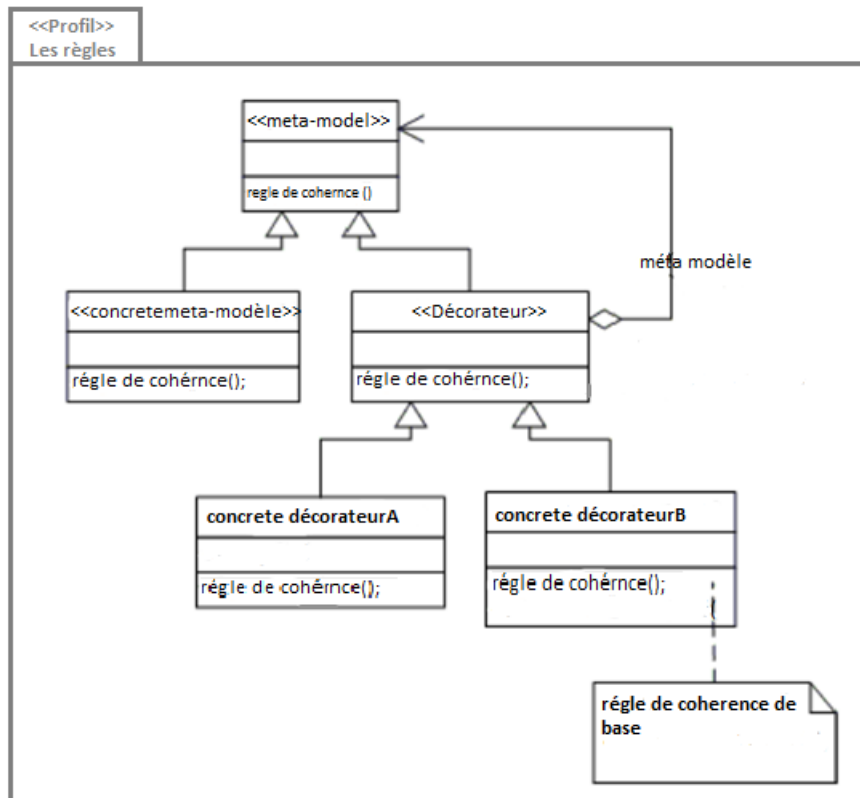 <<Profil>>
Les règles
<<meta-model>>
regle de cohernce ()
méta modèle
<<concretemeta-modèle>>
<<Décorateur>>
régle de cohérnce();
régle de cohérnce();
concrete décorateurA
concrete décorateurB
régle de cohérnce();
régle de cohérnce();
régle de coherence de
base